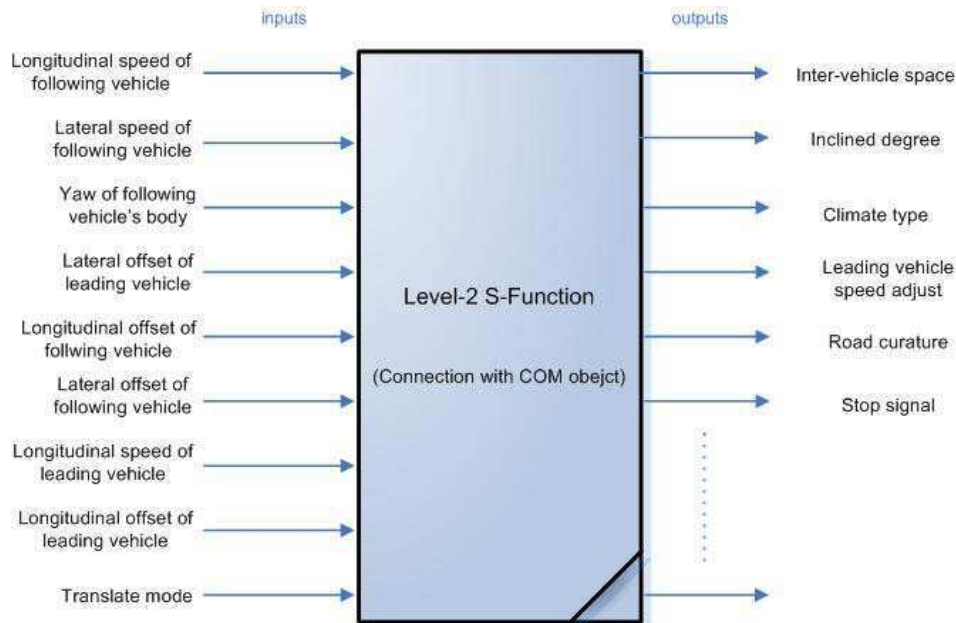 inputs
outputs
Longitudinal speed of
following vehicle
Lateral speed of
following vehicle
Yaw of following
vehicle's body
Lateral offset of
leading vehicle
Longitudinal offset of
follwing vehicle
Lateral offset of
following vehicle
Longitudinal speed of
leading vehicle
Longitudinal offset of
leading vehicle
Translate mode
Level-2 S-Function
(Connection with COM obejct)
Inter-vehicle space
Inclined degree
Climate type
Leading vehicle
speed adjust
Road curature
Stop signal